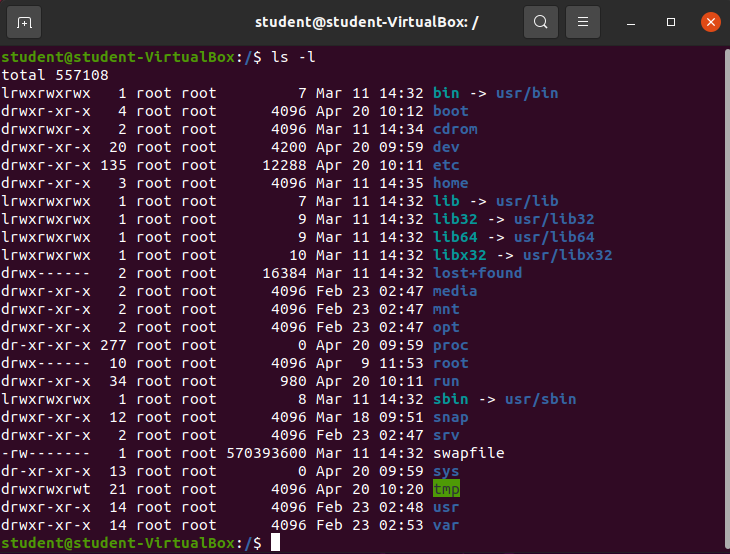 student@student-VirtualBox: /
student@student-VirtualBox:/$ ls -l
total 557108
lrwxrwxrwx   1 root root         7 Mar 11 14:32 bin -> usr/bin
drwxr-xr-x   4 root root      4096 Apr 20 10:12 boot
drwxrwxr-x   2 root root      4096 Mar 11 14:34 cdrom
drwxr-xr-x  20 root root      4200 Apr 20 09:59 dev
drwxr-xr-x 135 root root     12288 Apr 20 10:11 etc
drwxr-xr-x   3 root root      4096 Mar 11 14:35 home
lrwxrwxrwx   1 root root         7 Mar 11 14:32 lib -> usr/lib
lrwxrwxrwx   1 root root         9 Mar 11 14:32 lib32 -> usr/lib32
lrwxrwxrwx   1 root root         9 Mar 11 14:32 lib64 -> usr/lib64
lrwxrwxrwx   1 root root        10 Mar 11 14:32 libx32 -> usr/libx32
drwx------   2 root root     16384 Mar 11 14:32 lost+found
drwxr-xr-x   2 root root      4096 Feb 23 02:47 media
drwxr-xr-x   2 root root      4096 Feb 23 02:47 mnt
drwxr-xr-x   2 root root      4096 Feb 23 02:47 opt
dr-xr-xr-x 277 root root         0 Apr 20 09:59 proc
drwx------  10 root root      4096 Apr  9 11:53 root
drwxr-xr-x  34 root root       980 Apr 20 10:11 run
lrwxrwxrwx   1 root root         8 Mar 11 14:32 sbin -> usr/sbin
drwxr-xr-x  12 root root      4096 Mar 18 09:51 snap
drwxr-xr-x   2 root root      4096 Feb 23 02:47 srv
-rw-------   1 root root 570393600 Mar 11 14:32 swapfile
dr-xr-xr-x  13 root root         0 Apr 20 09:59 sys
drwxrwxrwt  21 root root      4096 Apr 20 10:20 tmp
drwxr-xr-x  14 root root      4096 Feb 23 02:48 usr
drwxr-xr-x  14 root root      4096 Feb 23 02:53 var
student@student-VirtualBox:/$